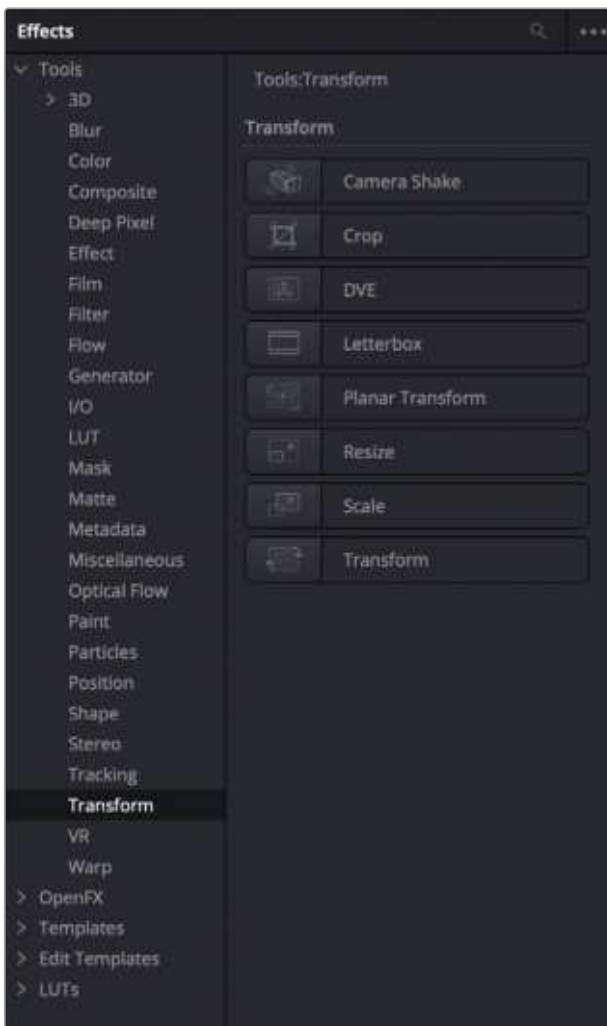 Effects
Tools
3D
Blur
Color
Composite
Deep Pixel
Effect
Film
Filter
Flow
Generator
I/O
LUT
Mask
Matte
Metadata
Miscellaneous
Optical Flow
Paint
Particles
Position
Shape
Stereo
Tracking
Transform
VR
Warp
OpenFX
Templates
Edit Templates
LUTs
Tools:Transform
Transform
Camera Shake
Crop
DVE
Letterbox
Planar Transform
Resize
Scale
Transform